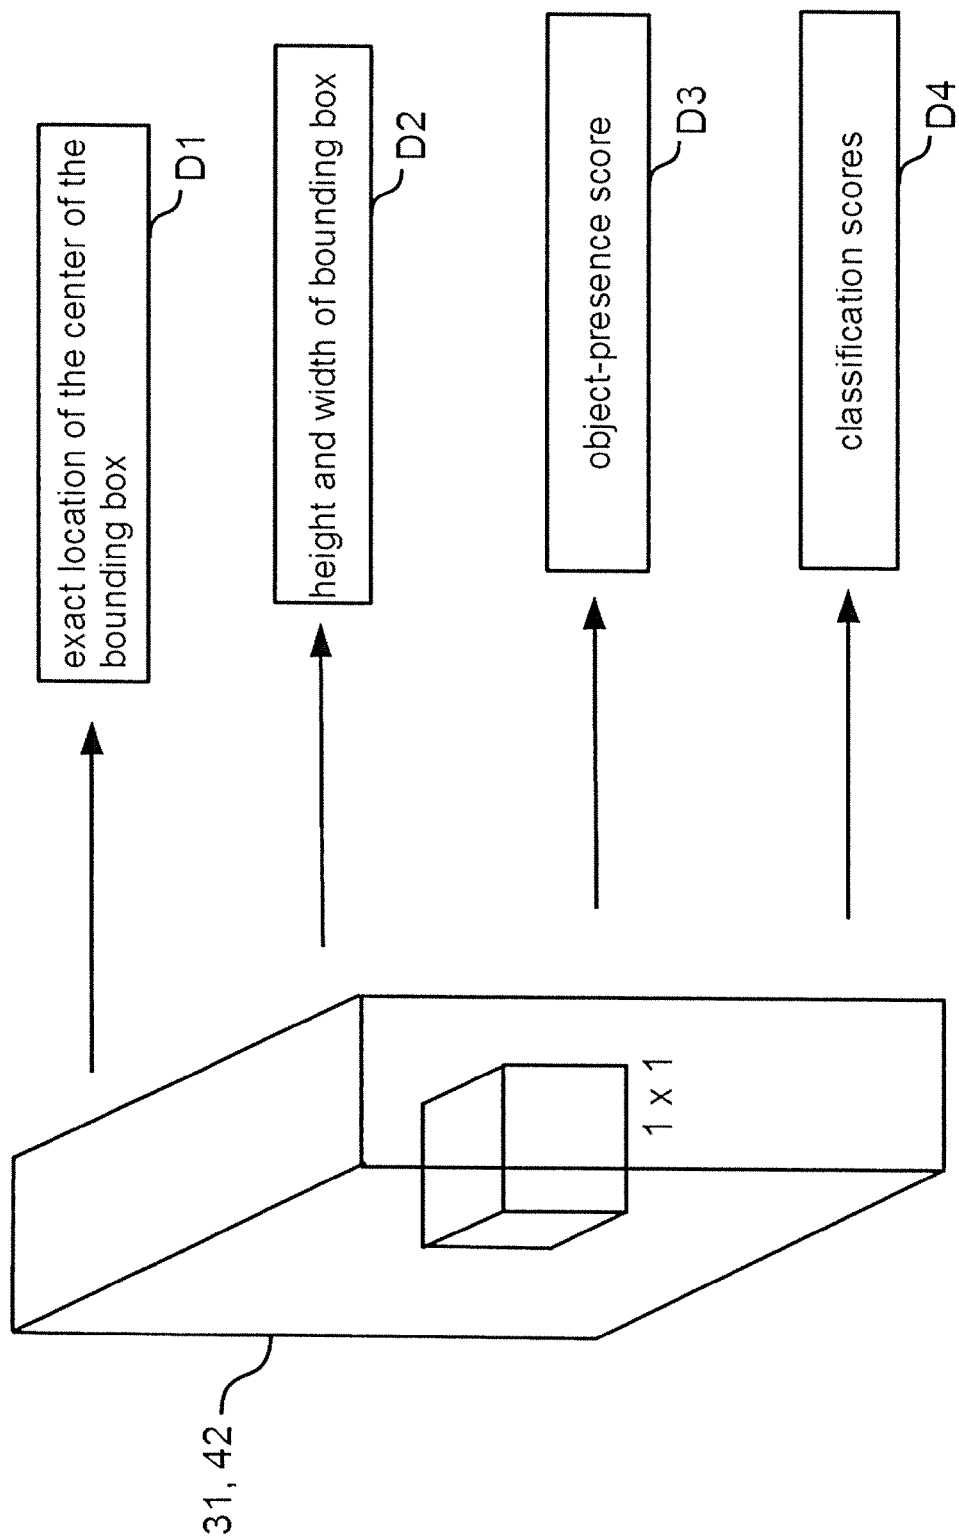 exact location of the center of the
bounding box
D1
height and width of bounding box
D2
object-presence score
D3
classification scores
D4
1 x 1
31, 42